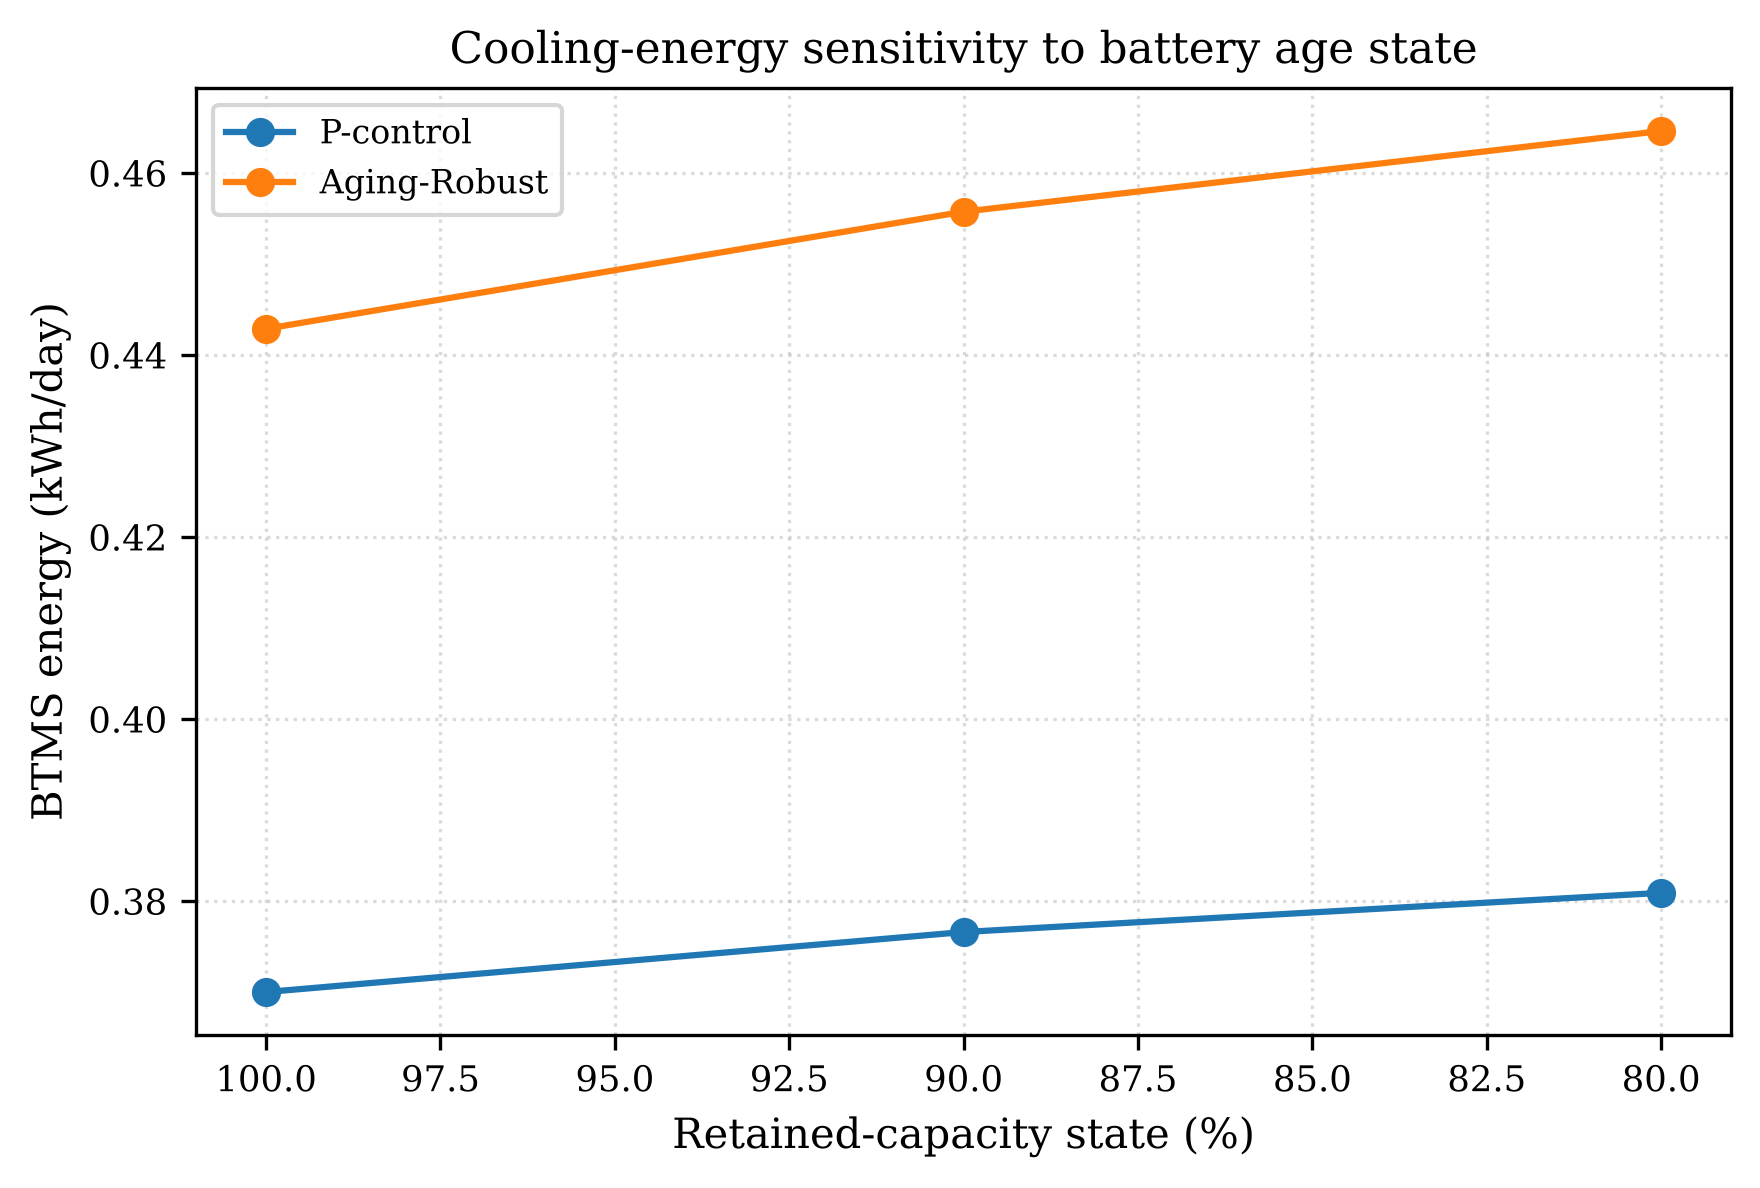 Cooling-energy sensitivity to battery age state
P-control
Aging-Robust
BTMS energy (kWh/day)
0.46
0.44
0.42
0.40
0.38
100.0 97.5 95.0 92.5 90.0 87.5 85.0 82.5 80.0
Retained-capacity state (%)